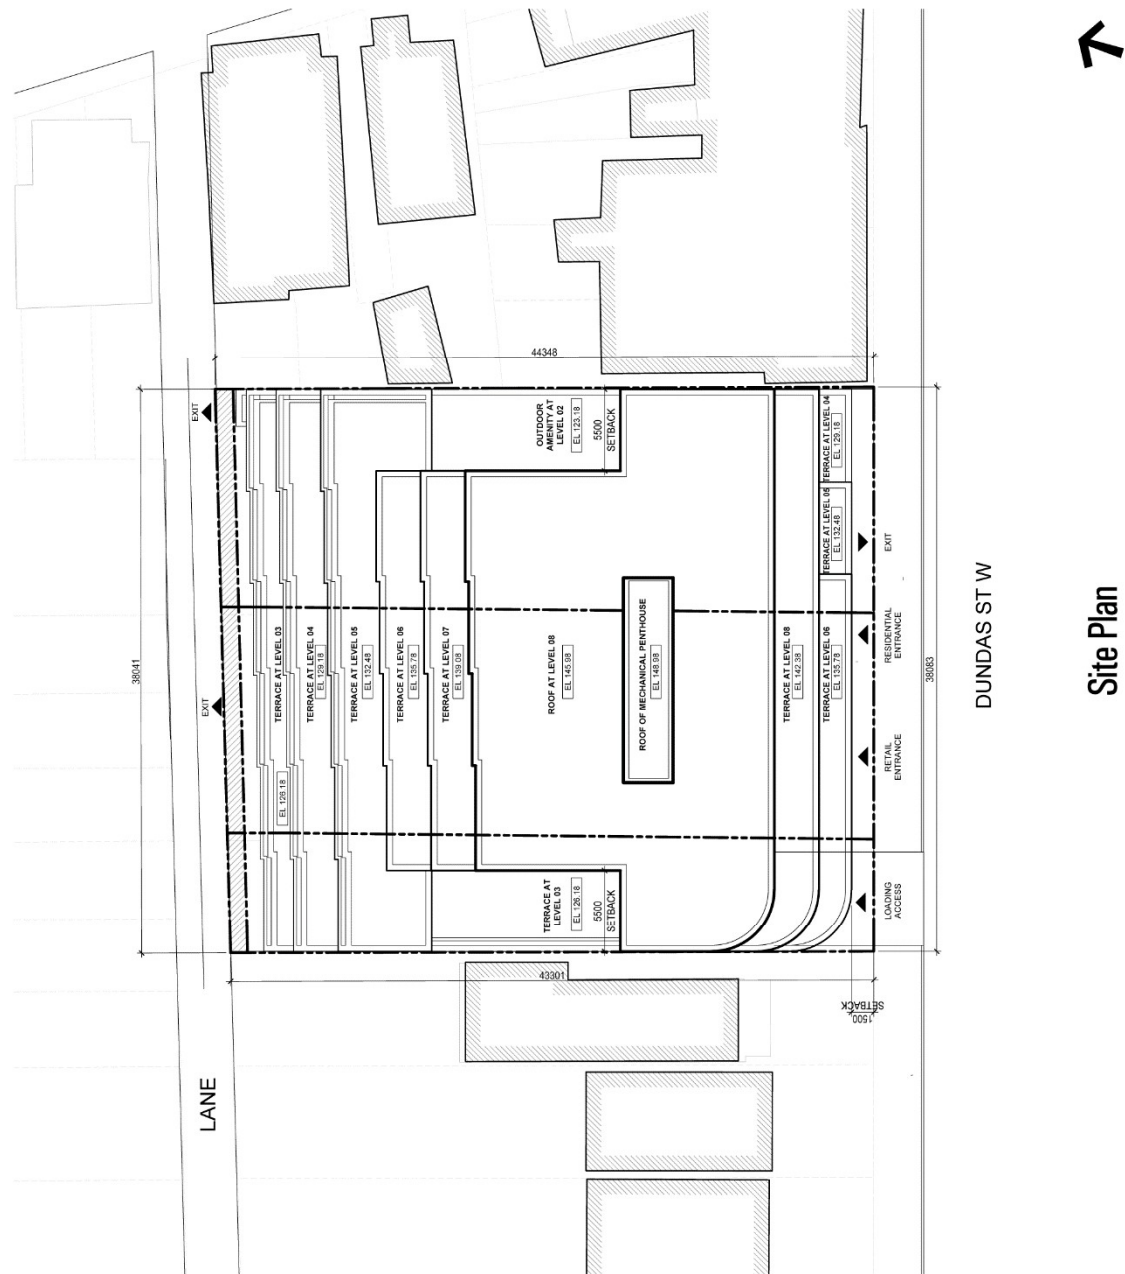 44348
EXIT
OUTDOOR
AMENITY AT
LEVEL 02
EL 123.18
5500
SETBACK
TERRACE AT LEVEL 04
EL 129.18
TERRACE AT LEVEL 05
EL 132.48
EXIT
38041
EXIT
TERRACE AT LEVEL 03
EL 126.18
TERRACE AT LEVEL 04
EL 129.18
TERRACE AT LEVEL 05
EL 132.48
TERRACE AT LEVEL 06
EL 135.78
TERRACE AT LEVEL 07
EL 139.08
ROOF AT LEVEL 08
EL 145.98
ROOF OF MECHANICAL PENTHOUSE
EL 148.98
TERRACE AT LEVEL 08
EL 142.38
TERRACE AT LEVEL 06
EL 135.78
RESIDENTIAL
ENTRANCE
RETAIL
ENTRANCE
38083
DUNDAS ST W
Site Plan
TERRACE AT
LEVEL 03
EL 126.18
5500
SETBACK
LOADING
ACCESS
43301
1500
SETBACK
LANE